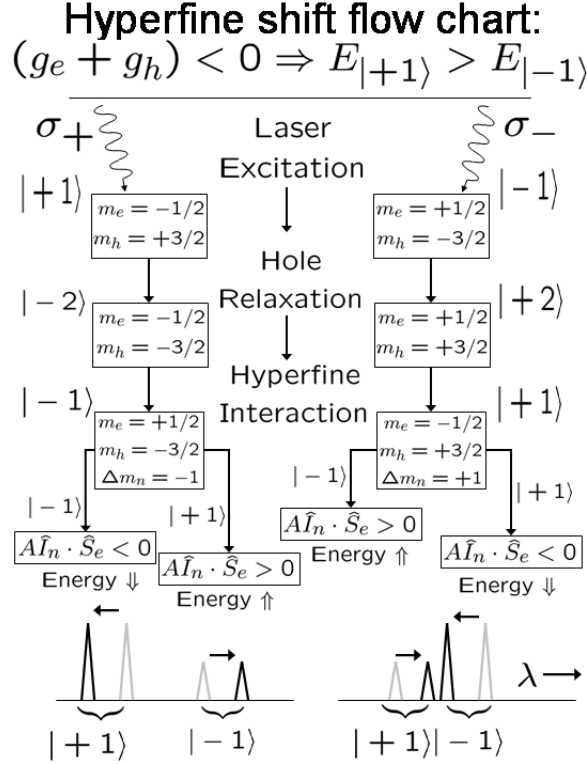 Hyperfine shift flow chart:
(g_e + g_h) < 0 ⇒ E_{|+1⟩} > E_{|−1⟩}
σ+
Laser
Excitation
σ−
|+1⟩
m_e = −1/2
m_h = +3/2
m_e = +1/2
m_h = −3/2
|−1⟩
Hole
Relaxation
|−2⟩
m_e = −1/2
m_h = −3/2
m_e = +1/2
m_h = +3/2
|+2⟩
Hyperfine
Interaction
|−1⟩
m_e = +1/2
m_h = −3/2
Δm_n = −1
m_e = −1/2
m_h = +3/2
Δm_n = +1
|+1⟩
|−1⟩
|+1⟩
|−1⟩
|+1⟩
AÎ_n · Ŝ_e < 0
Energy ⇓
AÎ_n · Ŝ_e > 0
Energy ⇑
AÎ_n · Ŝ_e > 0
Energy ⇑
AÎ_n · Ŝ_e < 0
Energy ⇓
λ
|+1⟩ |−1⟩ |+1⟩|−1⟩